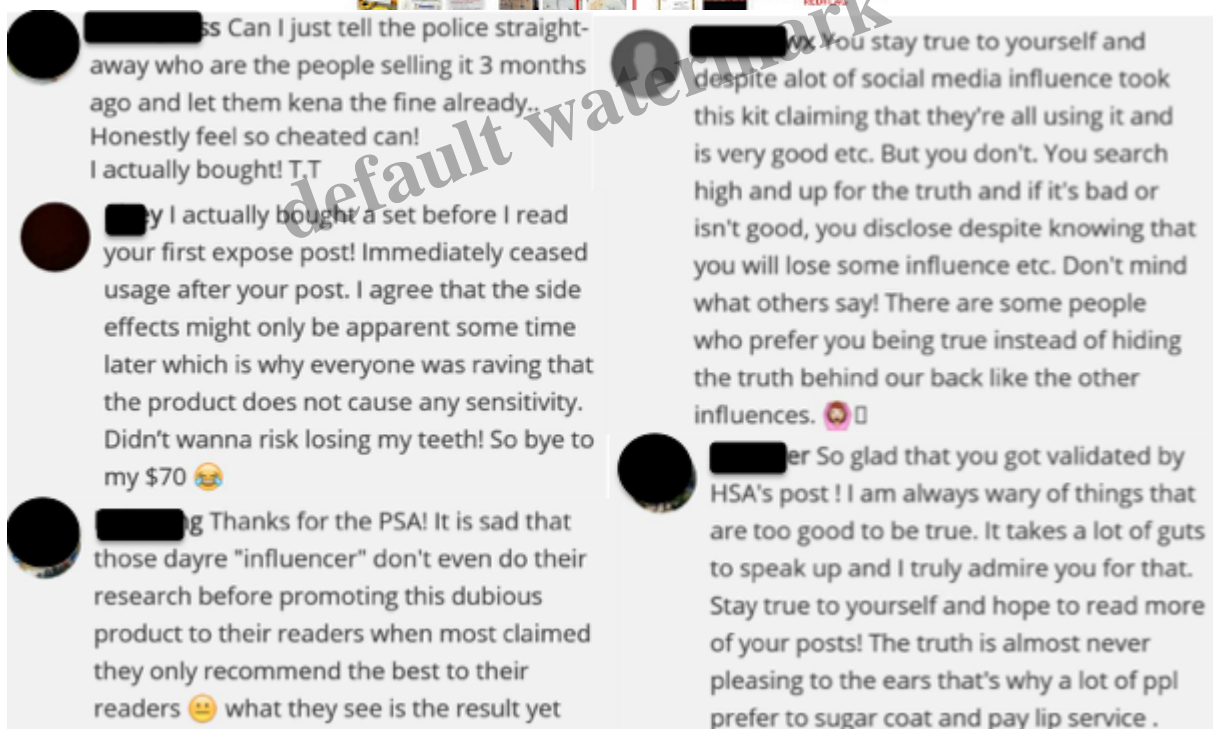 ss Can I just tell the police straight-
away who are the people selling it 3 months
ago and let them kena the fine already..
Honestly feel so cheated can!
I actually bought! T.T
y I actually bought a set before I read
your first expose post! Immediately ceased
usage after your post. I agree that the side
effects might only be apparent some time
later which is why everyone was raving that
the product does not cause any sensitivity.
Didn't wanna risk losing my teeth! So bye to
my $70 😂
g Thanks for the PSA! It is sad that
those dayre "influencer" don't even do their
research before promoting this dubious
product to their readers when most claimed
they only recommend the best to their
readers 😐 what they see is the result yet
wx You stay true to yourself and
despite alot of social media influence took
this kit claiming that they're all using it and
is very good etc. But you don't. You search
high and up for the truth and if it's bad or
isn't good, you disclose despite knowing that
you will lose some influence etc. Don't mind
what others say! There are some people
who prefer you being true instead of hiding
the truth behind our back like the other
influences.
er So glad that you got validated by
HSA's post ! I am always wary of things that
are too good to be true. It takes a lot of guts
to speak up and I truly admire you for that.
Stay true to yourself and hope to read more
of your posts! The truth is almost never
pleasing to the ears that's why a lot of ppl
prefer to sugar coat and pay lip service .
default watermark